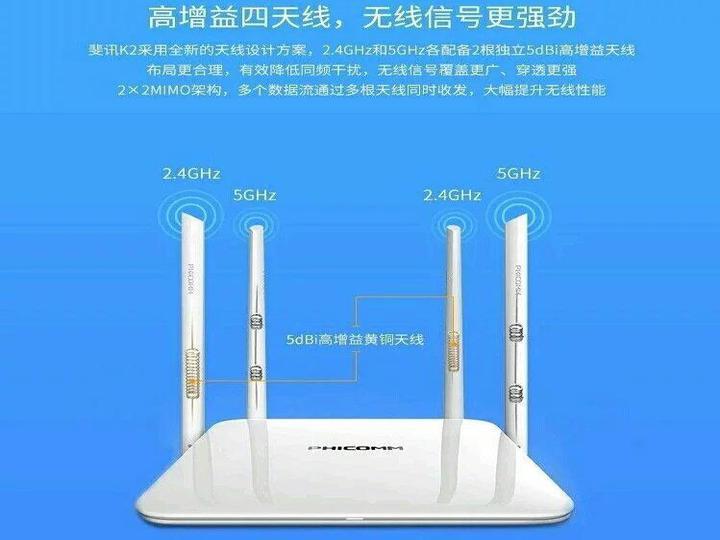 高增益四天线，无线信号更强劲
斐讯K2采用全新的天线设计方案，2.4GHz和5GHz各配备2根独立5dBi高增益天线
布局更合理，有效降低同频干扰，无线信号覆盖更广、穿透更强
2×2MIMO架构，多个数据流通过多根天线同时收发，大幅提升无线性能
2.4GHz
5GHz
2.4GHz
5GHz
PHICOMM
PHICOMM
5dBi高增益黄铜天线
PHICOMM